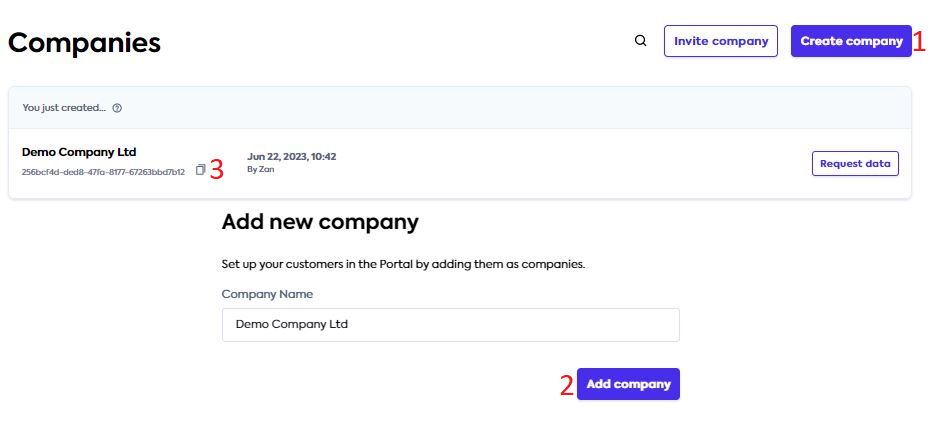 Companies
Invite company
Create company
1
You just created...
Demo Company Ltd
256bcf4d-ded8-47fa-8177-67263bbd7b12
3
Jun 22, 2023, 10:42
By Zan
Request data
Add new company
Set up your customers in the Portal by adding them as companies.
Company Name
Demo Company Ltd
2
Add company